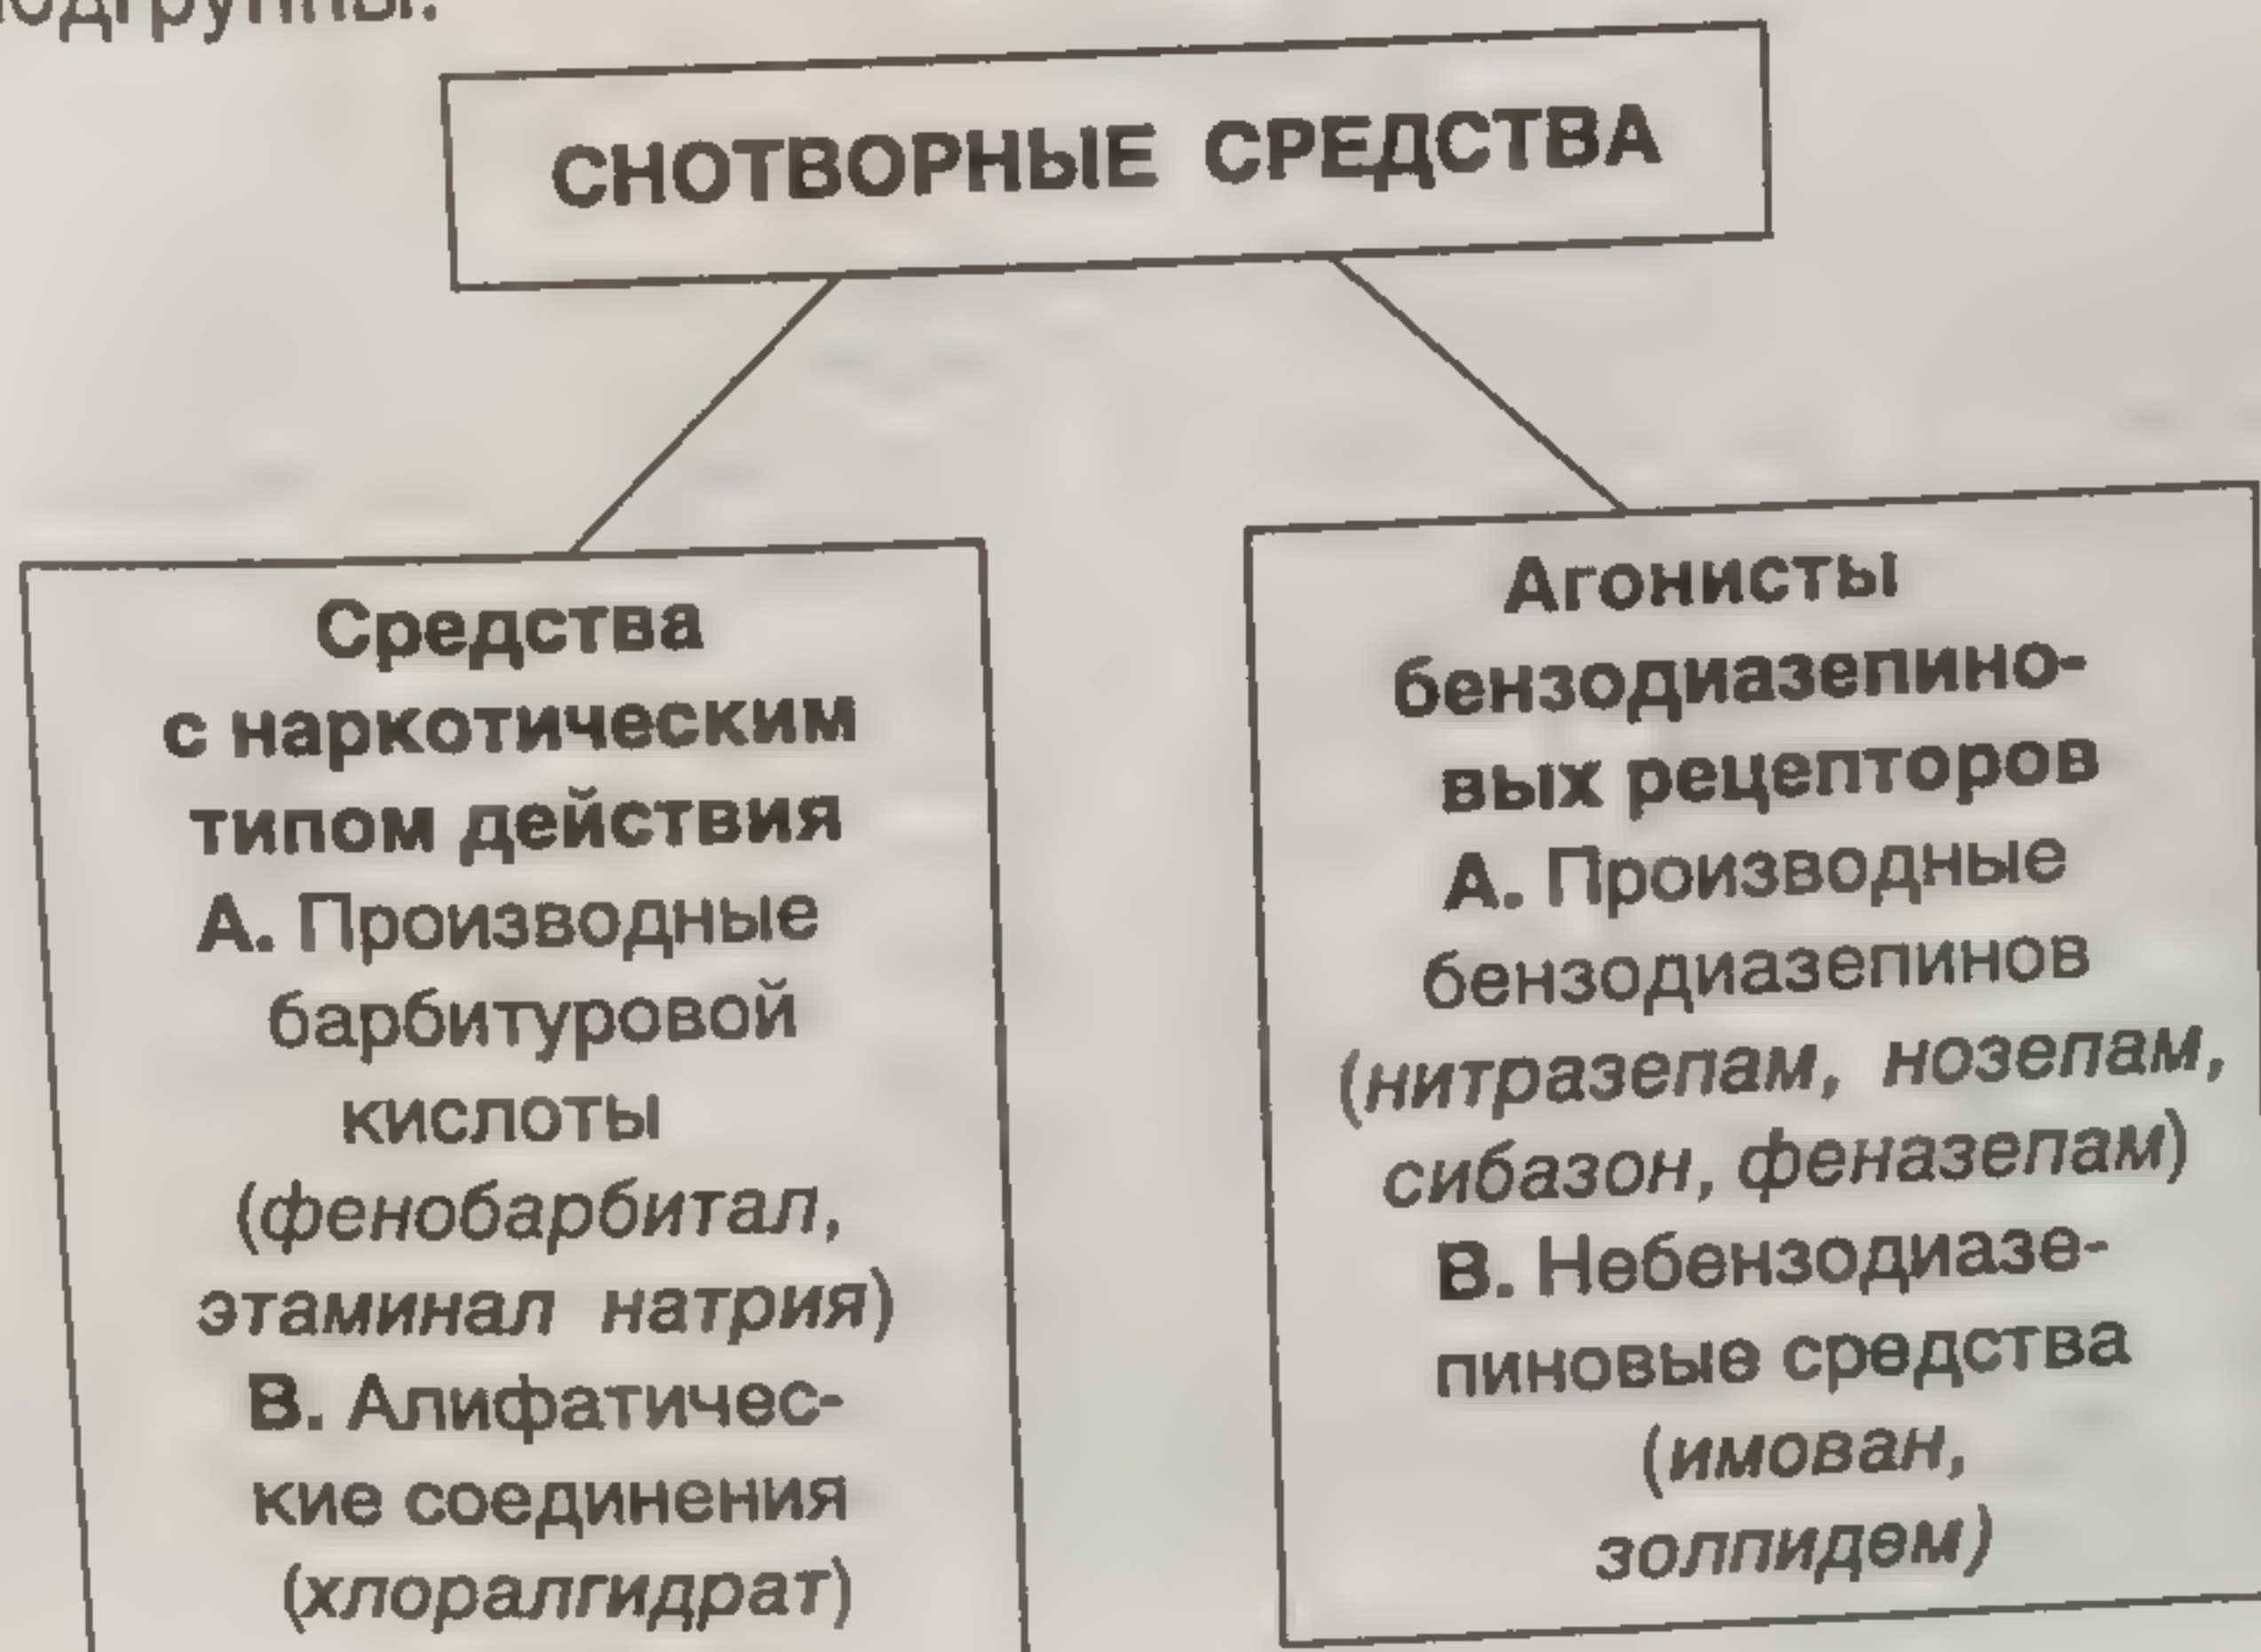 подгруппы:
СНОТВОРНЫЕ СРЕДСТВА
Средства
с наркотическим
типом действия
А. Производные
барбитуровой
кислоты
(фенобарбитал,
этаминал натрия)
В. Алифатичес-
кие соединения
(хлоралгидрат)
Агонисты
бензодиазепино-
вых рецепторов
А. Производные
бензодиазепинов
(нитразепам, нозепам,
сибазон, феназепам)
В. Небензодиазе-
пиновые средства
(имован,
золпидем)